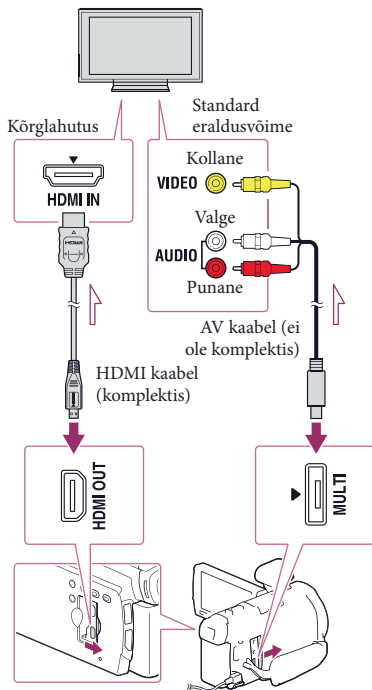 Kõrglahutus
Standard
eraldusvõime
HDMI IN
Kollane
VIDEO
Valge
AUDIO
Punane
HDMI
AV kaabel (ei
ole komplektis)
HDMI kaabel
(komplektis)
HDMI OUT
MULTI